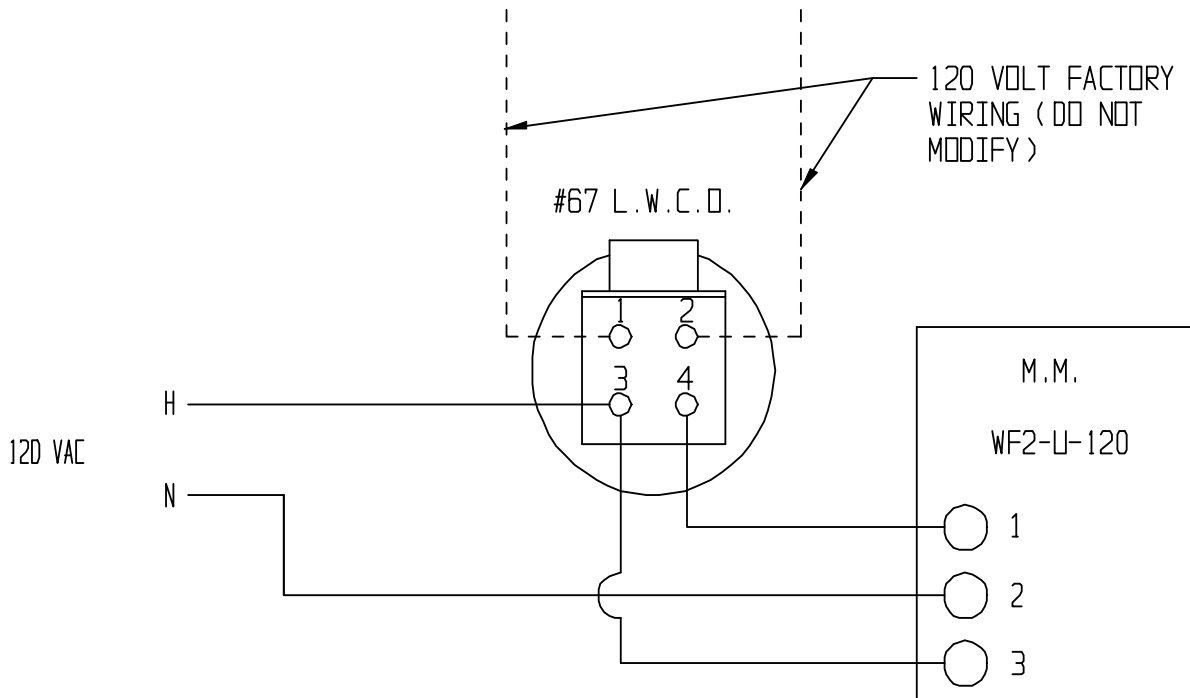 120 VOLT FACTORY
WIRING (DO NOT
MODIFY)
#67 L.W.C.O.
1 2
3 4
H
120 VAC
N
M.M.
WF2-U-120
1
2
3